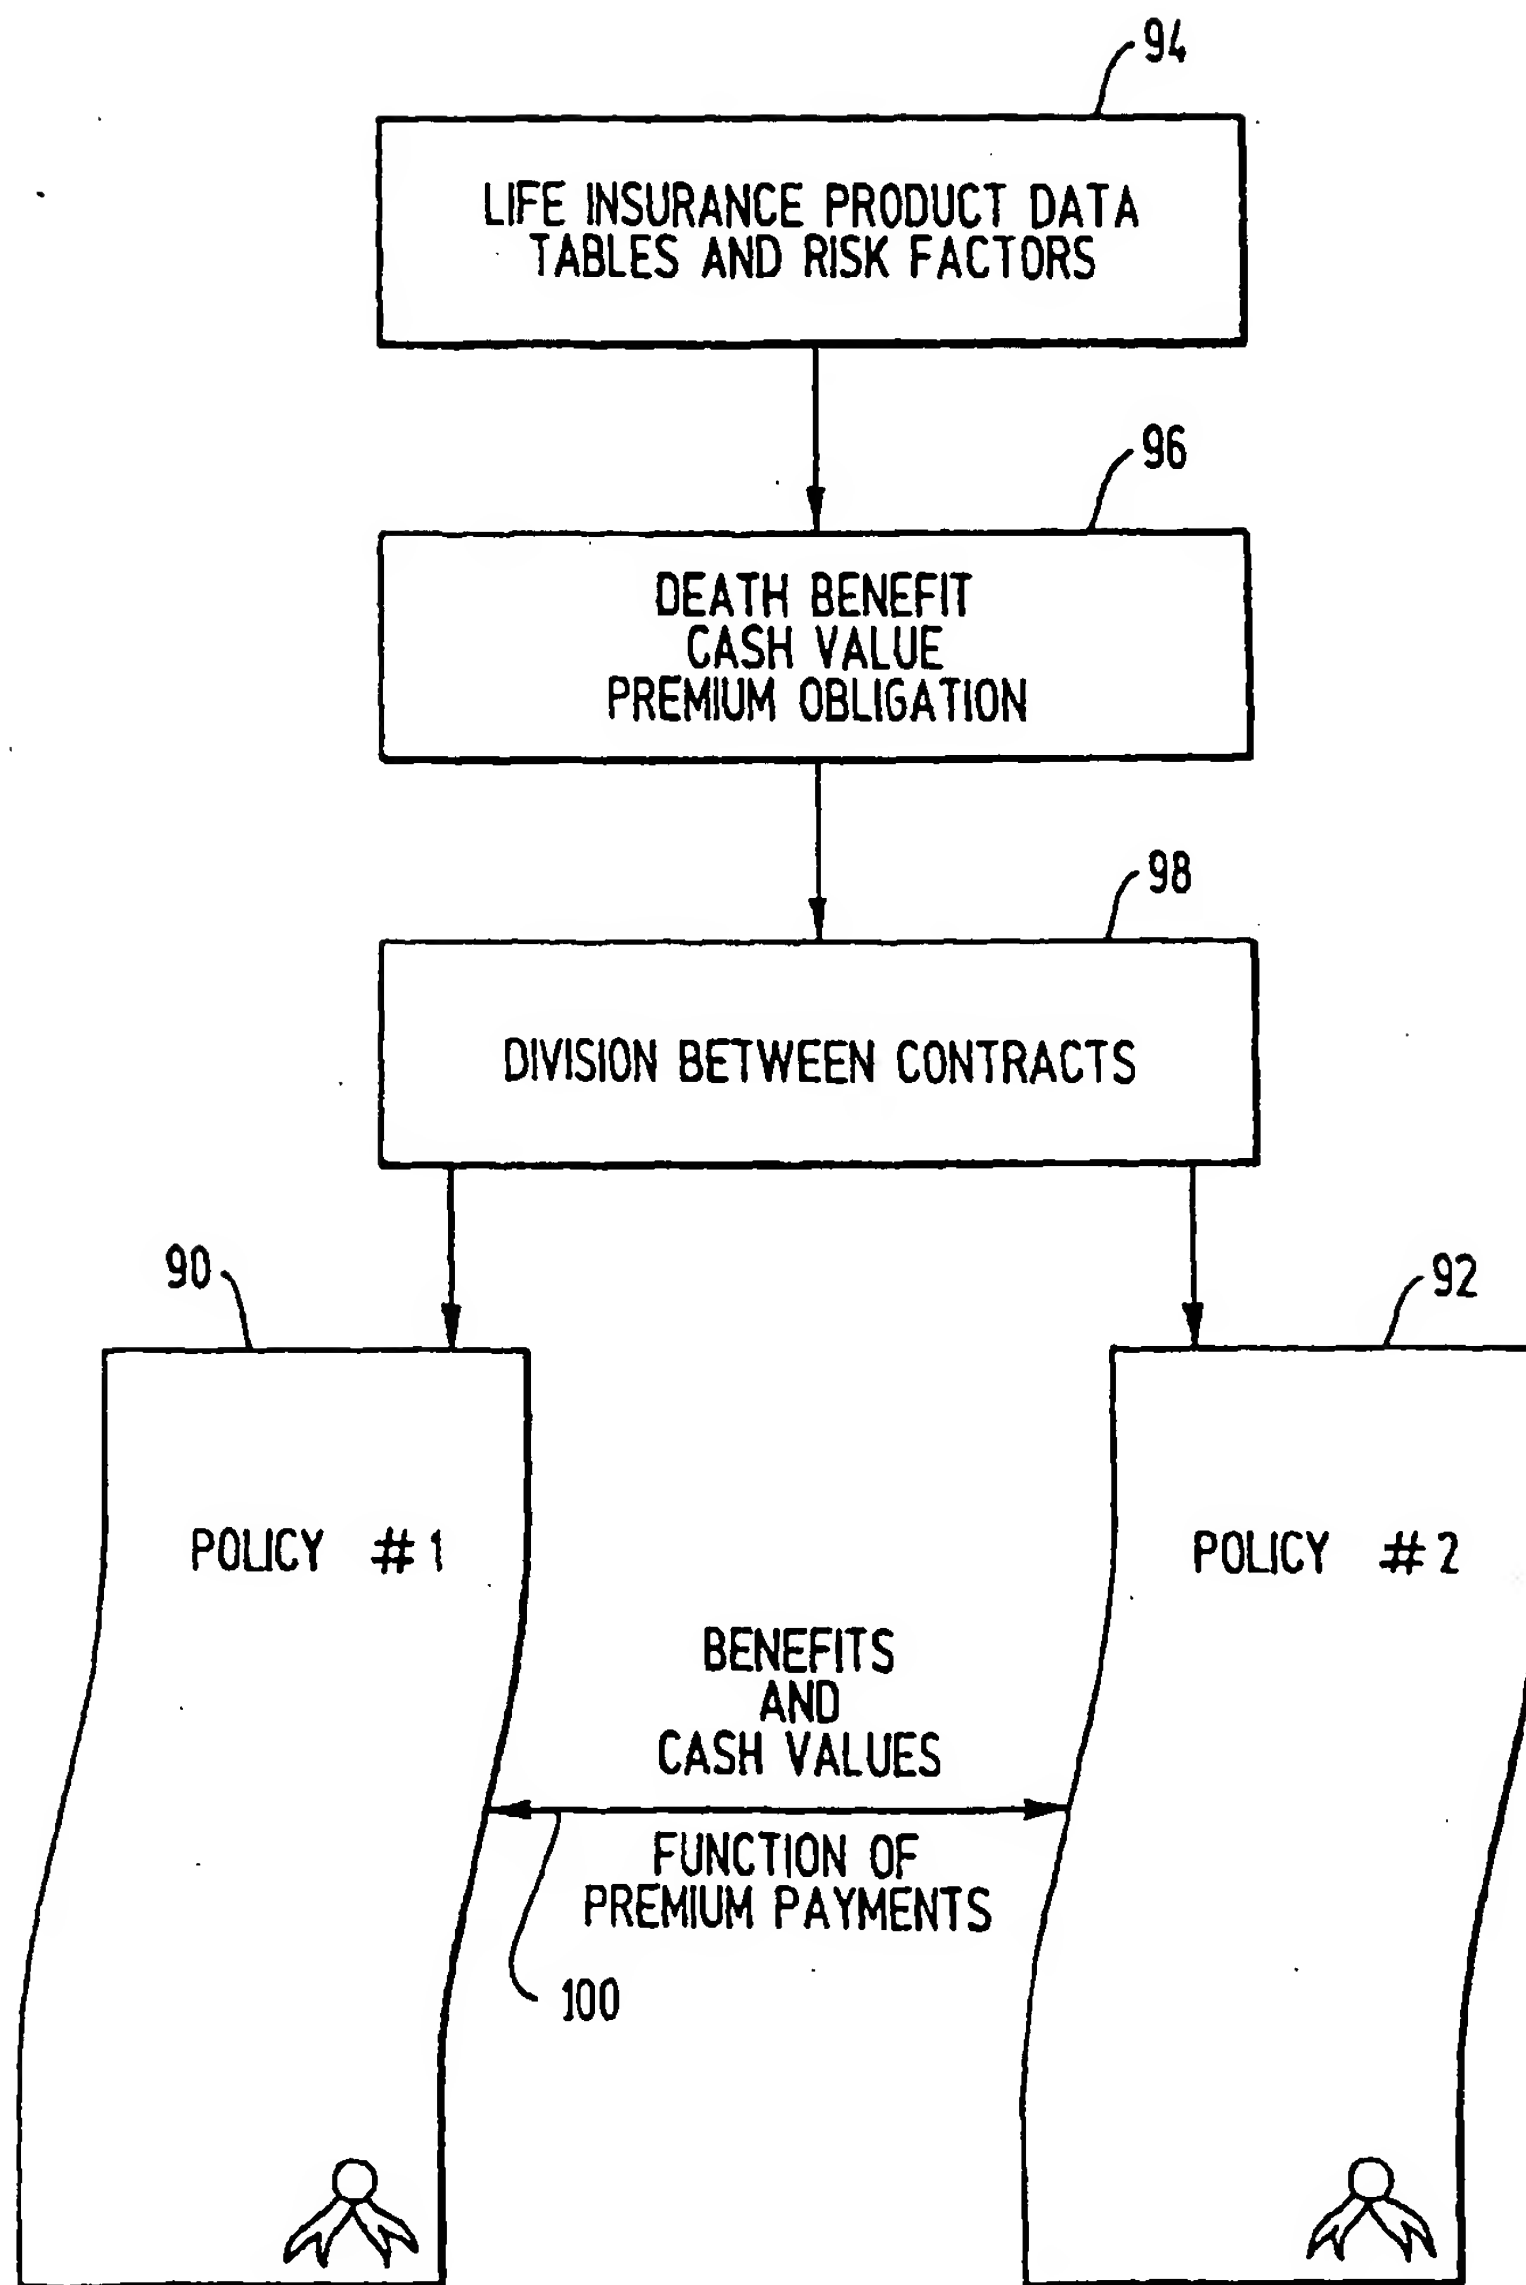 94
LIFE INSURANCE PRODUCT DATA
TABLES AND RISK FACTORS
96
DEATH BENEFIT
CASH VALUE
PREMIUM OBLIGATION
98
DIVISION BETWEEN CONTRACTS
90
92
POLICY #1
POLICY #2
BENEFITS
AND
CASH VALUES
FUNCTION OF
PREMIUM PAYMENTS
100